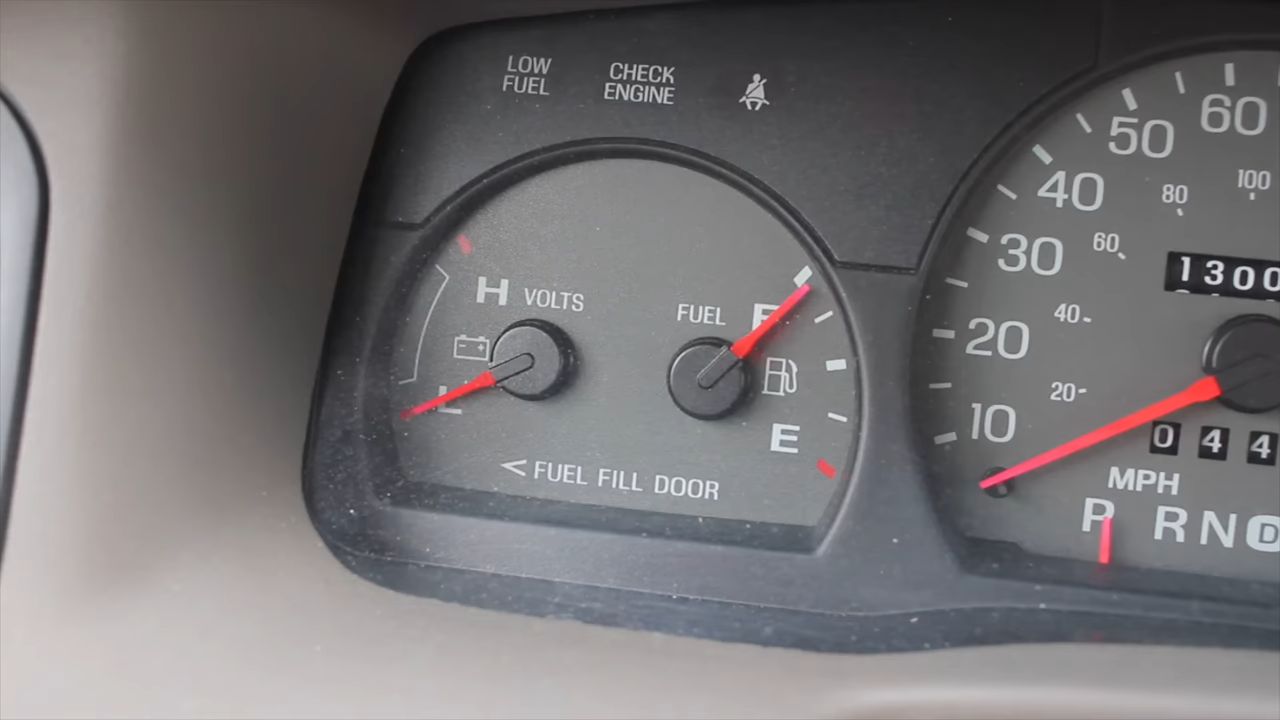 LOW
FUEL
CHECK
ENGINE
50
60
40
80
100
30
60
1300
H VOLTS
FUEL F
40
20
20
L
E
10
044
< FUEL FILL DOOR
MPH
P R N D